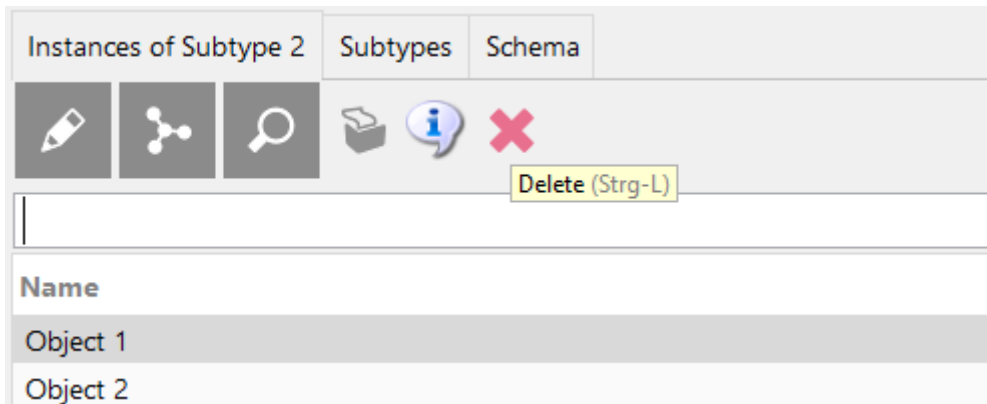 Instances of Subtype 2 Subtypes Schema
Delete (Strg-L)
Name
Object 1
Object 2